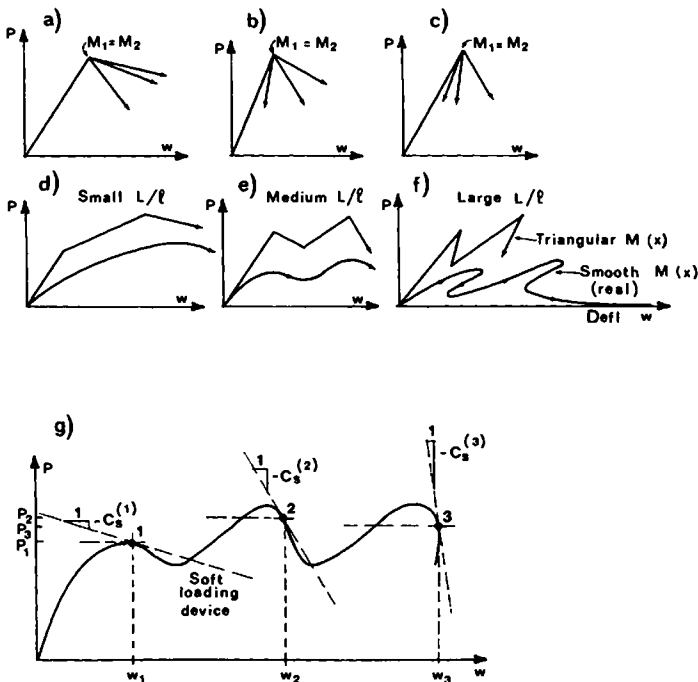 a)
P
M₁=M₂
w
b)
P
M₁=M₂
w
c)
P
M₁=M₂
w
d)
P
Small L/ℓ
w
e)
P
Medium L/ℓ
w
f)
P
Large L/ℓ
Triangular M(x)
Smooth M(x)
(real)
Defl w
g)
P
P₂
P₃
P₁
1
-Cₛ⁽¹⁾
1
Soft
loading
device
1
-Cₛ⁽²⁾
2
1
-Cₛ⁽³⁾
3
w₁
w₂
w₃
w